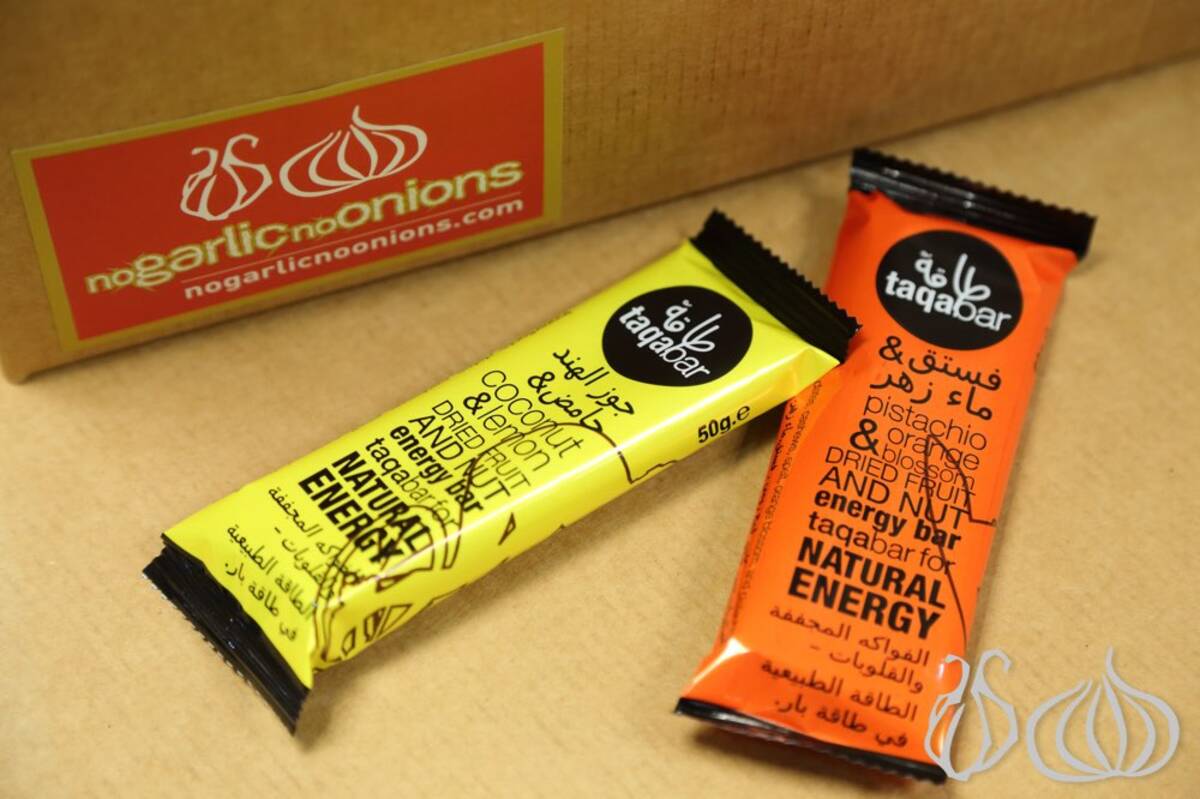 nogarlicnoonions
nogarlicnoonions.com
طاقة
taqabar
جوز الهند
& حامض
coconut
& lemon
DRIED FRUIT
AND NUT
energy bar
taqabar for
NATURAL
ENERGY
الفواكه المجففة
والقلوبات -
الطاقة الطبيعية
في طاقة بار.
50g.e
طاقة
taqabar
فستق &
ماء زهر
pistachio
& orange
blossom
DRIED FRUIT
AND NUT
energy bar
taqabar for
NATURAL
ENERGY
الفواكه المجففة
والقلوبات -
الطاقة الطبيعية
في طاقة بار.